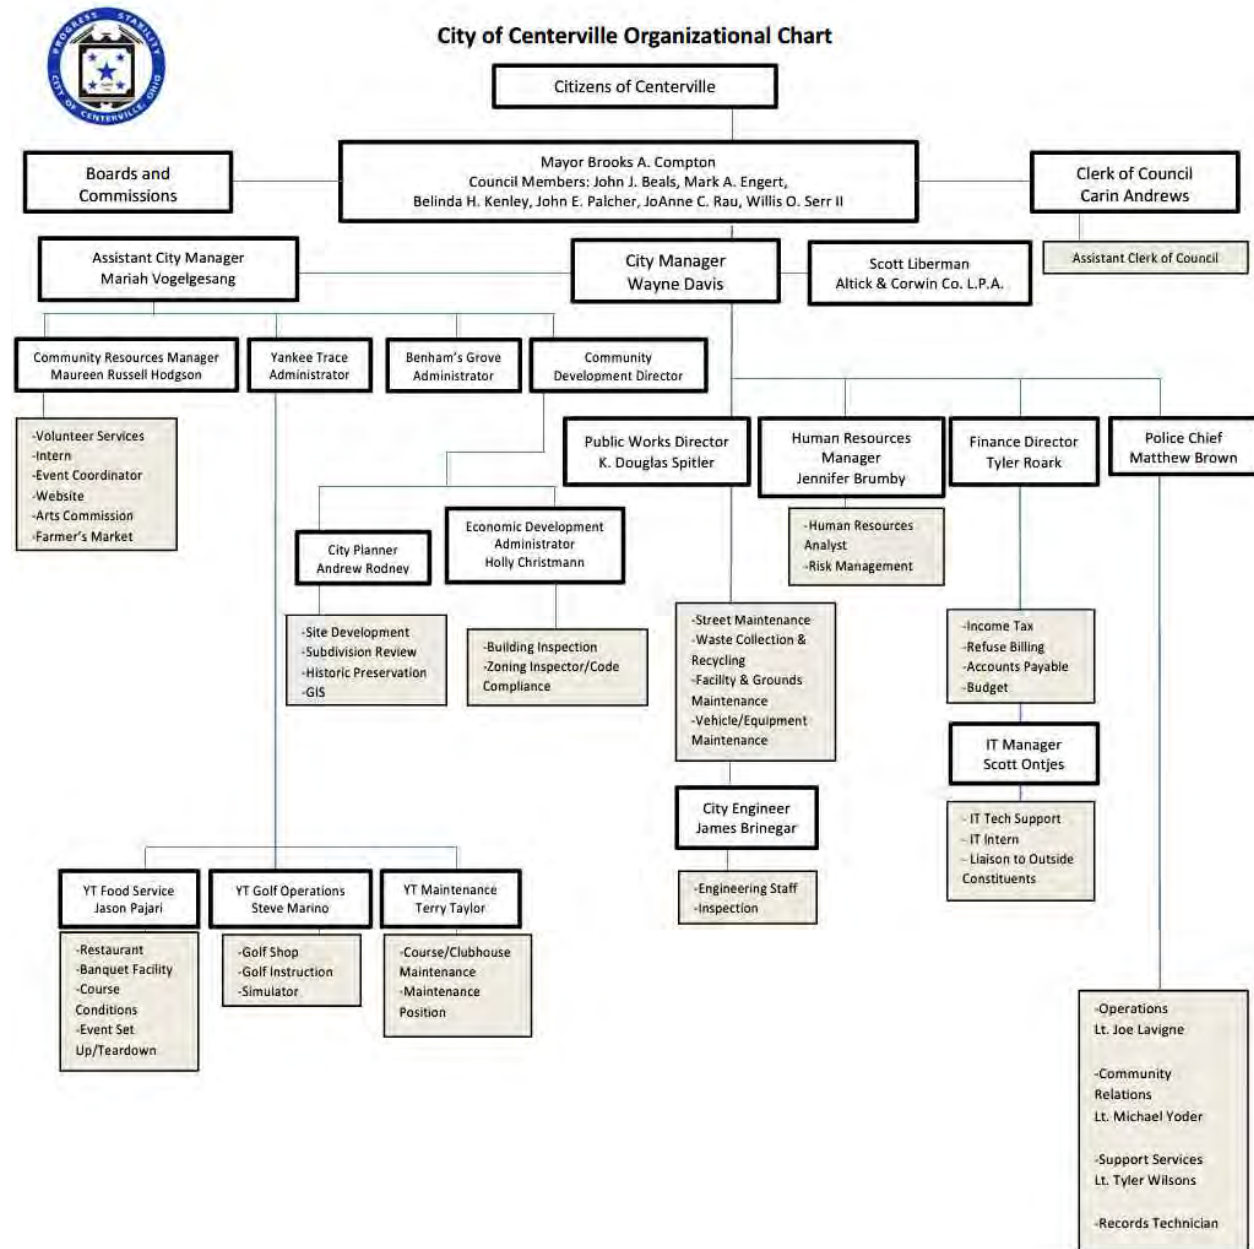 PROGRESS STABILITY
CITY OF CENTERVILLE, OHIO
City of Centerville Organizational Chart
Citizens of Centerville
Boards and
Commissions
Mayor Brooks A. Compton
Council Members: John J. Beals, Mark A. Engert,
Belinda H. Kenley, John E. Palcher, JoAnne C. Rau, Willis O. Serr II
Clerk of Council
Carin Andrews
Assistant Clerk of Council
Assistant City Manager
Mariah Vogelgesang
City Manager
Wayne Davis
Scott Liberman
Altick & Corwin Co. L.P.A.
Community Resources Manager
Maureen Russell Hodgson
Yankee Trace
Administrator
Benham's Grove
Administrator
Community
Development Director
-Volunteer Services
-Intern
-Event Coordinator
-Website
-Arts Commission
-Farmer's Market
Public Works Director
K. Douglas Spitler
Human Resources
Manager
Jennifer Brumby
Finance Director
Tyler Roark
Police Chief
Matthew Brown
City Planner
Andrew Rodney
Economic Development
Administrator
Holly Christmann
-Human Resources
Analyst
-Risk Management
-Site Development
-Subdivision Review
-Historic Preservation
-GIS
-Building Inspection
-Zoning Inspector/Code
Compliance
-Street Maintenance
-Waste Collection &
Recycling
-Facility & Grounds
Maintenance
-Vehicle/Equipment
Maintenance
-Income Tax
-Refuse Billing
-Accounts Payable
-Budget
IT Manager
Scott Ontjes
City Engineer
James Brinegar
- IT Tech Support
- IT Intern
- Liaison to Outside
Constituents
-Engineering Staff
-Inspection
YT Food Service
Jason Pajari
YT Golf Operations
Steve Marino
YT Maintenance
Terry Taylor
-Restaurant
-Banquet Facility
-Course
Conditions
-Event Set
Up/Teardown
-Golf Shop
-Golf Instruction
-Simulator
-Course/Clubhouse
Maintenance
-Maintenance
Position
-Operations
Lt. Joe Lavigne
-Community
Relations
Lt. Michael Yoder
-Support Services
Lt. Tyler Wilsons
-Records Technician